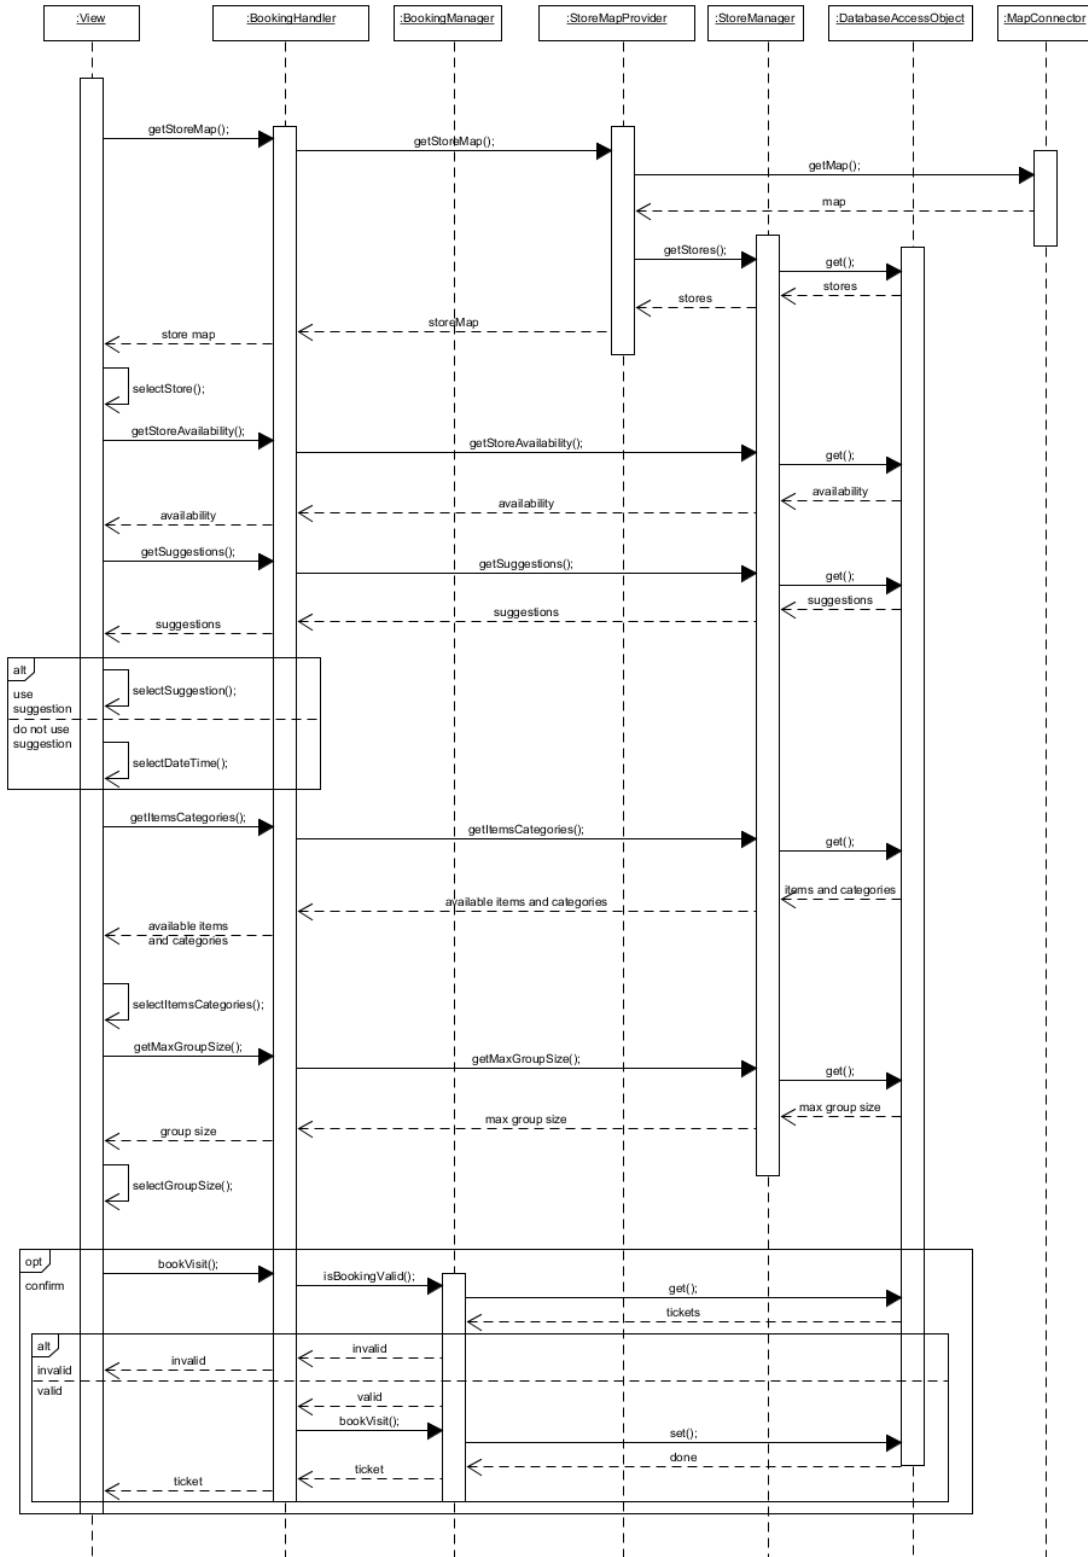 :View
:BookingHandler
:BookingManager
:StoreMapProvider
:StoreManager
:DatabaseAccessObject
:MapConnector
getStoreMap();
getStoreMap();
getMap();
map
getStores();
get();
stores
stores
storeMap
store map
selectStore();
getStoreAvailability();
getStoreAvailability();
get();
availability
availability
availability
getSuggestions();
getSuggestions();
get();
suggestions
suggestions
suggestions
alt
use
suggestion
selectSuggestion();
do not use
suggestion
selectDateTime();
getItemsCategories();
getItemsCategories();
get();
items and categories
available items and categories
available items
and categories
selectItemsCategories();
getMaxGroupSize();
getMaxGroupSize();
get();
max group size
max group size
group size
selectGroupSize();
opt
confirm
bookVisit();
isBookingValid();
get();
tickets
alt
invalid
invalid
invalid
valid
valid
bookVisit();
set();
done
ticket
ticket